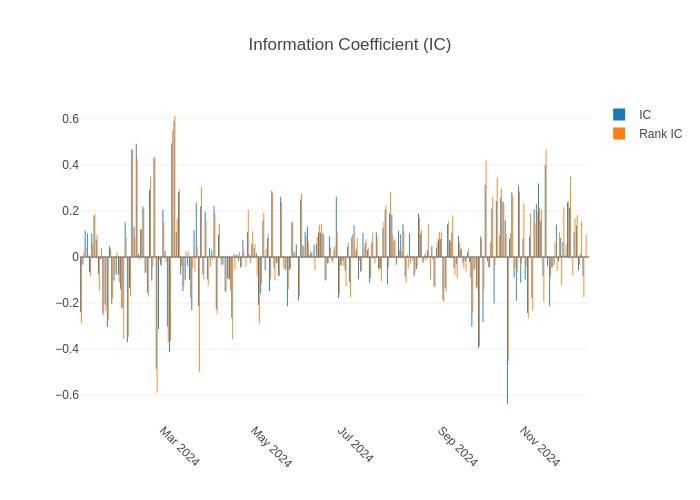 Information Coefficient (IC)
IC
Rank IC
0.6
0.4
0.2
0
−0.2
−0.4
−0.6
Mar 2024
May 2024
Jul 2024
Sep 2024
Nov 2024